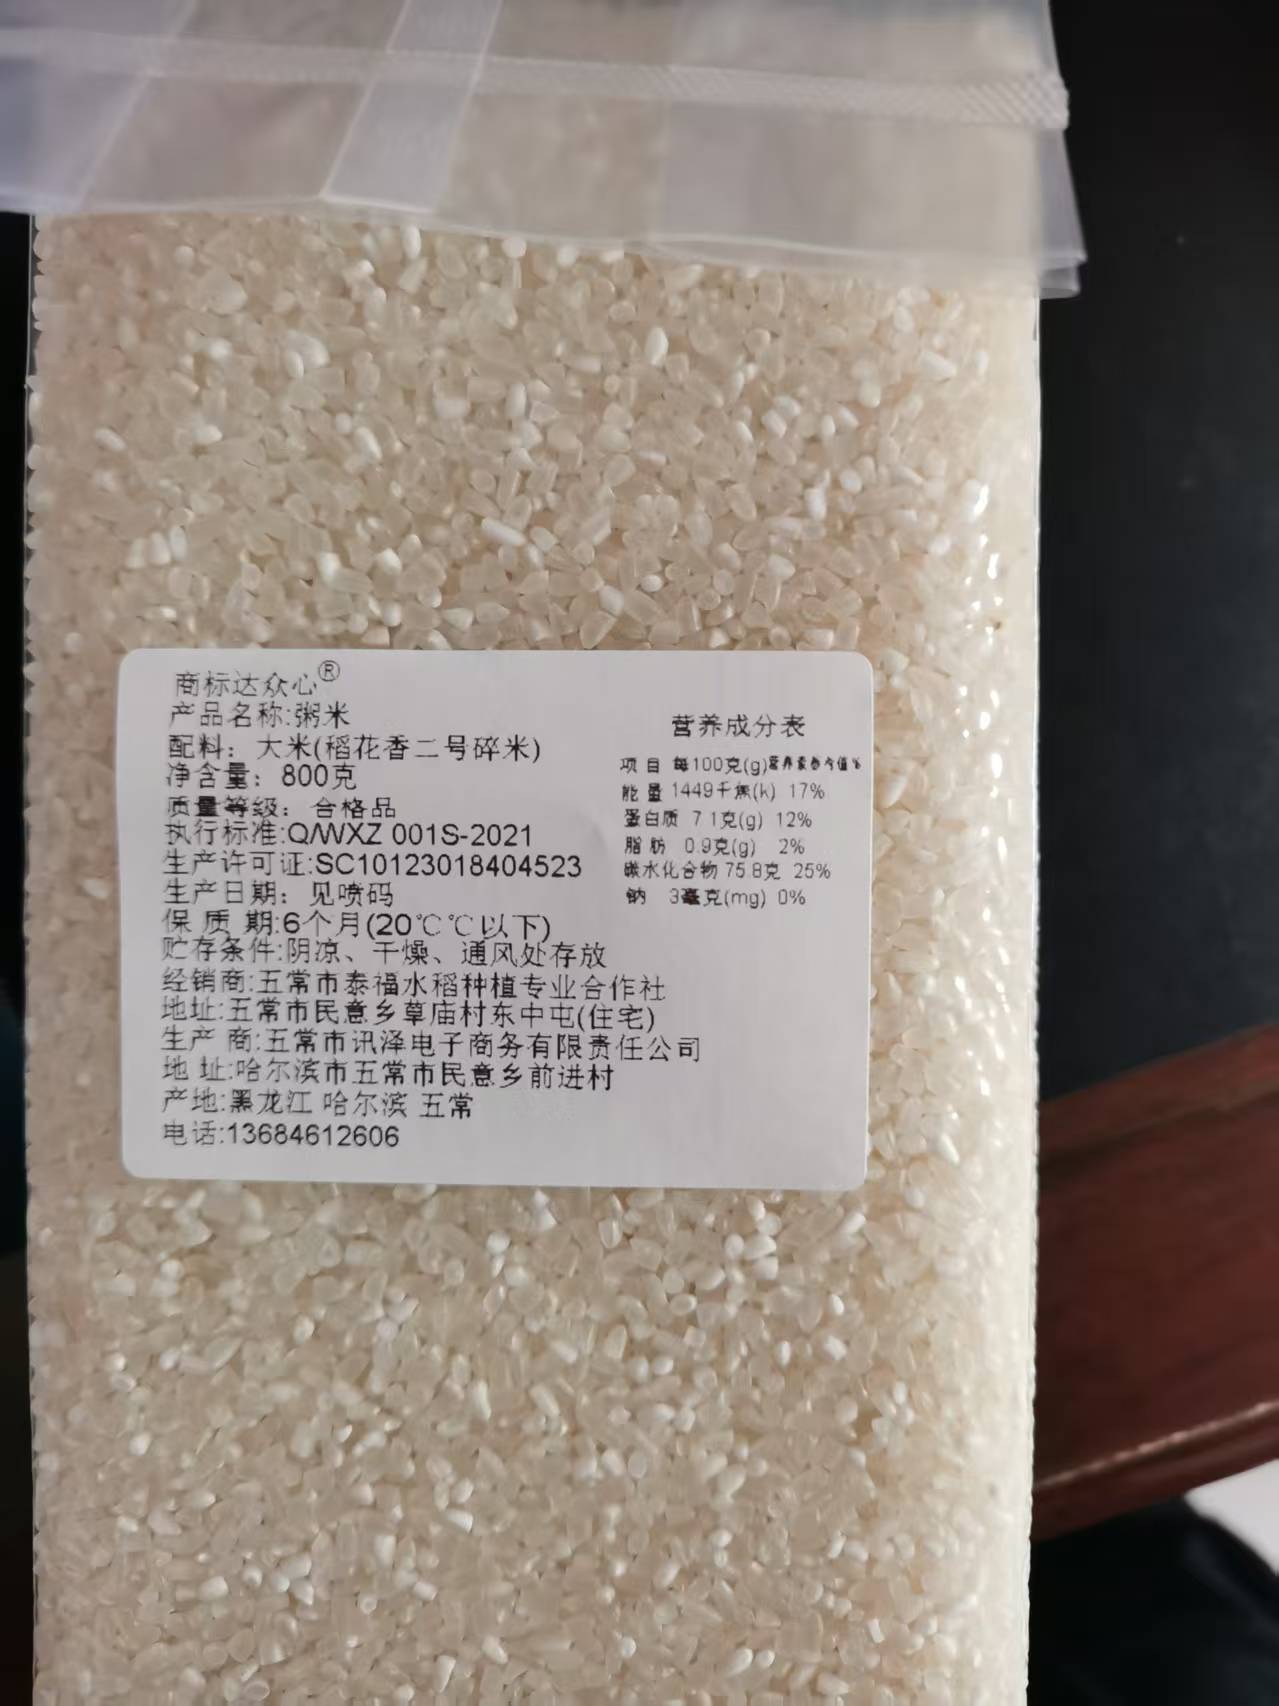 商标达众心®
产品名称:粥米
配料：大米(稻花香二号碎米)
净含量：800克
质量等级：合格品
执行标准:Q/WXZ 001S-2021
生产许可证:SC10123018404523
生产日期：见喷码
保 质 期:6个月(20℃℃以下)
贮存条件:阴凉、干燥、通风处存放
经销商:五常市泰福水稻种植专业合作社
地址:五常市民意乡草庙村东中屯(住宅)
生产 商:五常市讯泽电子商务有限责任公司
地 址:哈尔滨市五常市民意乡前进村
产地:黑龙江 哈尔滨 五常
电话:13684612606
营养成分表
项目 每100克(g)营养素参考值%
能量 1449千焦(k) 17%
蛋白质 7 1克(g) 12%
脂肪 0.9克(g) 2%
碳水化合物 75.8克 25%
钠 3毫克(mg) 0%